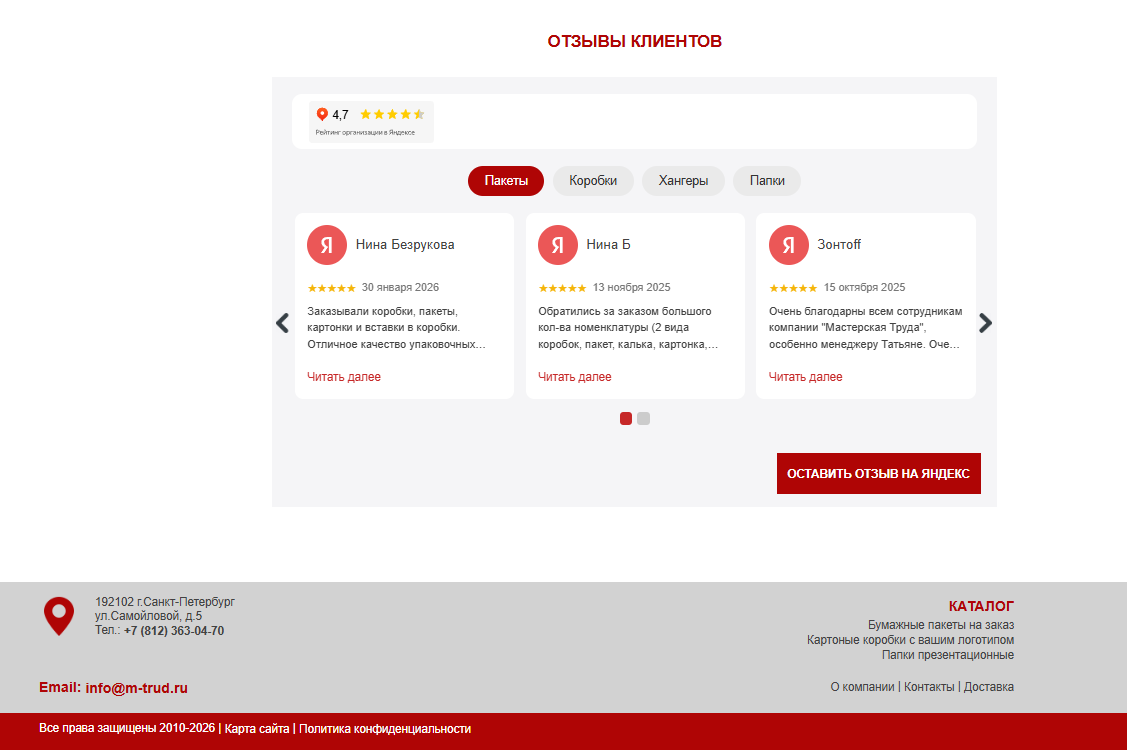 ОТЗЫВЫ КЛИЕНТОВ
4,7
Рейтинг организации в Яндексе
Пакеты Коробки Хангеры Папки
Я Нина Безрукова
30 января 2026
Заказывали коробки, пакеты,
картонки и вставки в коробки.
Отличное качество упаковочных…
Читать далее
Я Нина Б
13 ноября 2025
Обратились за заказом большого
кол-ва номенклатуры (2 вида
коробок, пакет, калька, картонка,…
Читать далее
Я Зонтоff
15 октября 2025
Очень благодарны всем сотрудникам
компании "Мастерская Труда",
особенно менеджеру Татьяне. Оче…
Читать далее
ОСТАВИТЬ ОТЗЫВ НА ЯНДЕКС
192102 г.Санкт-Петербург
ул.Самойловой, д.5
Тел.: +7 (812) 363-04-70
Email: info@m-trud.ru
КАТАЛОГ
Бумажные пакеты на заказ
Картоные коробки с вашим логотипом
Папки презентационные
О компании | Контакты | Доставка
Все права защищены 2010-2026 | Карта сайта | Политика конфиденциальности